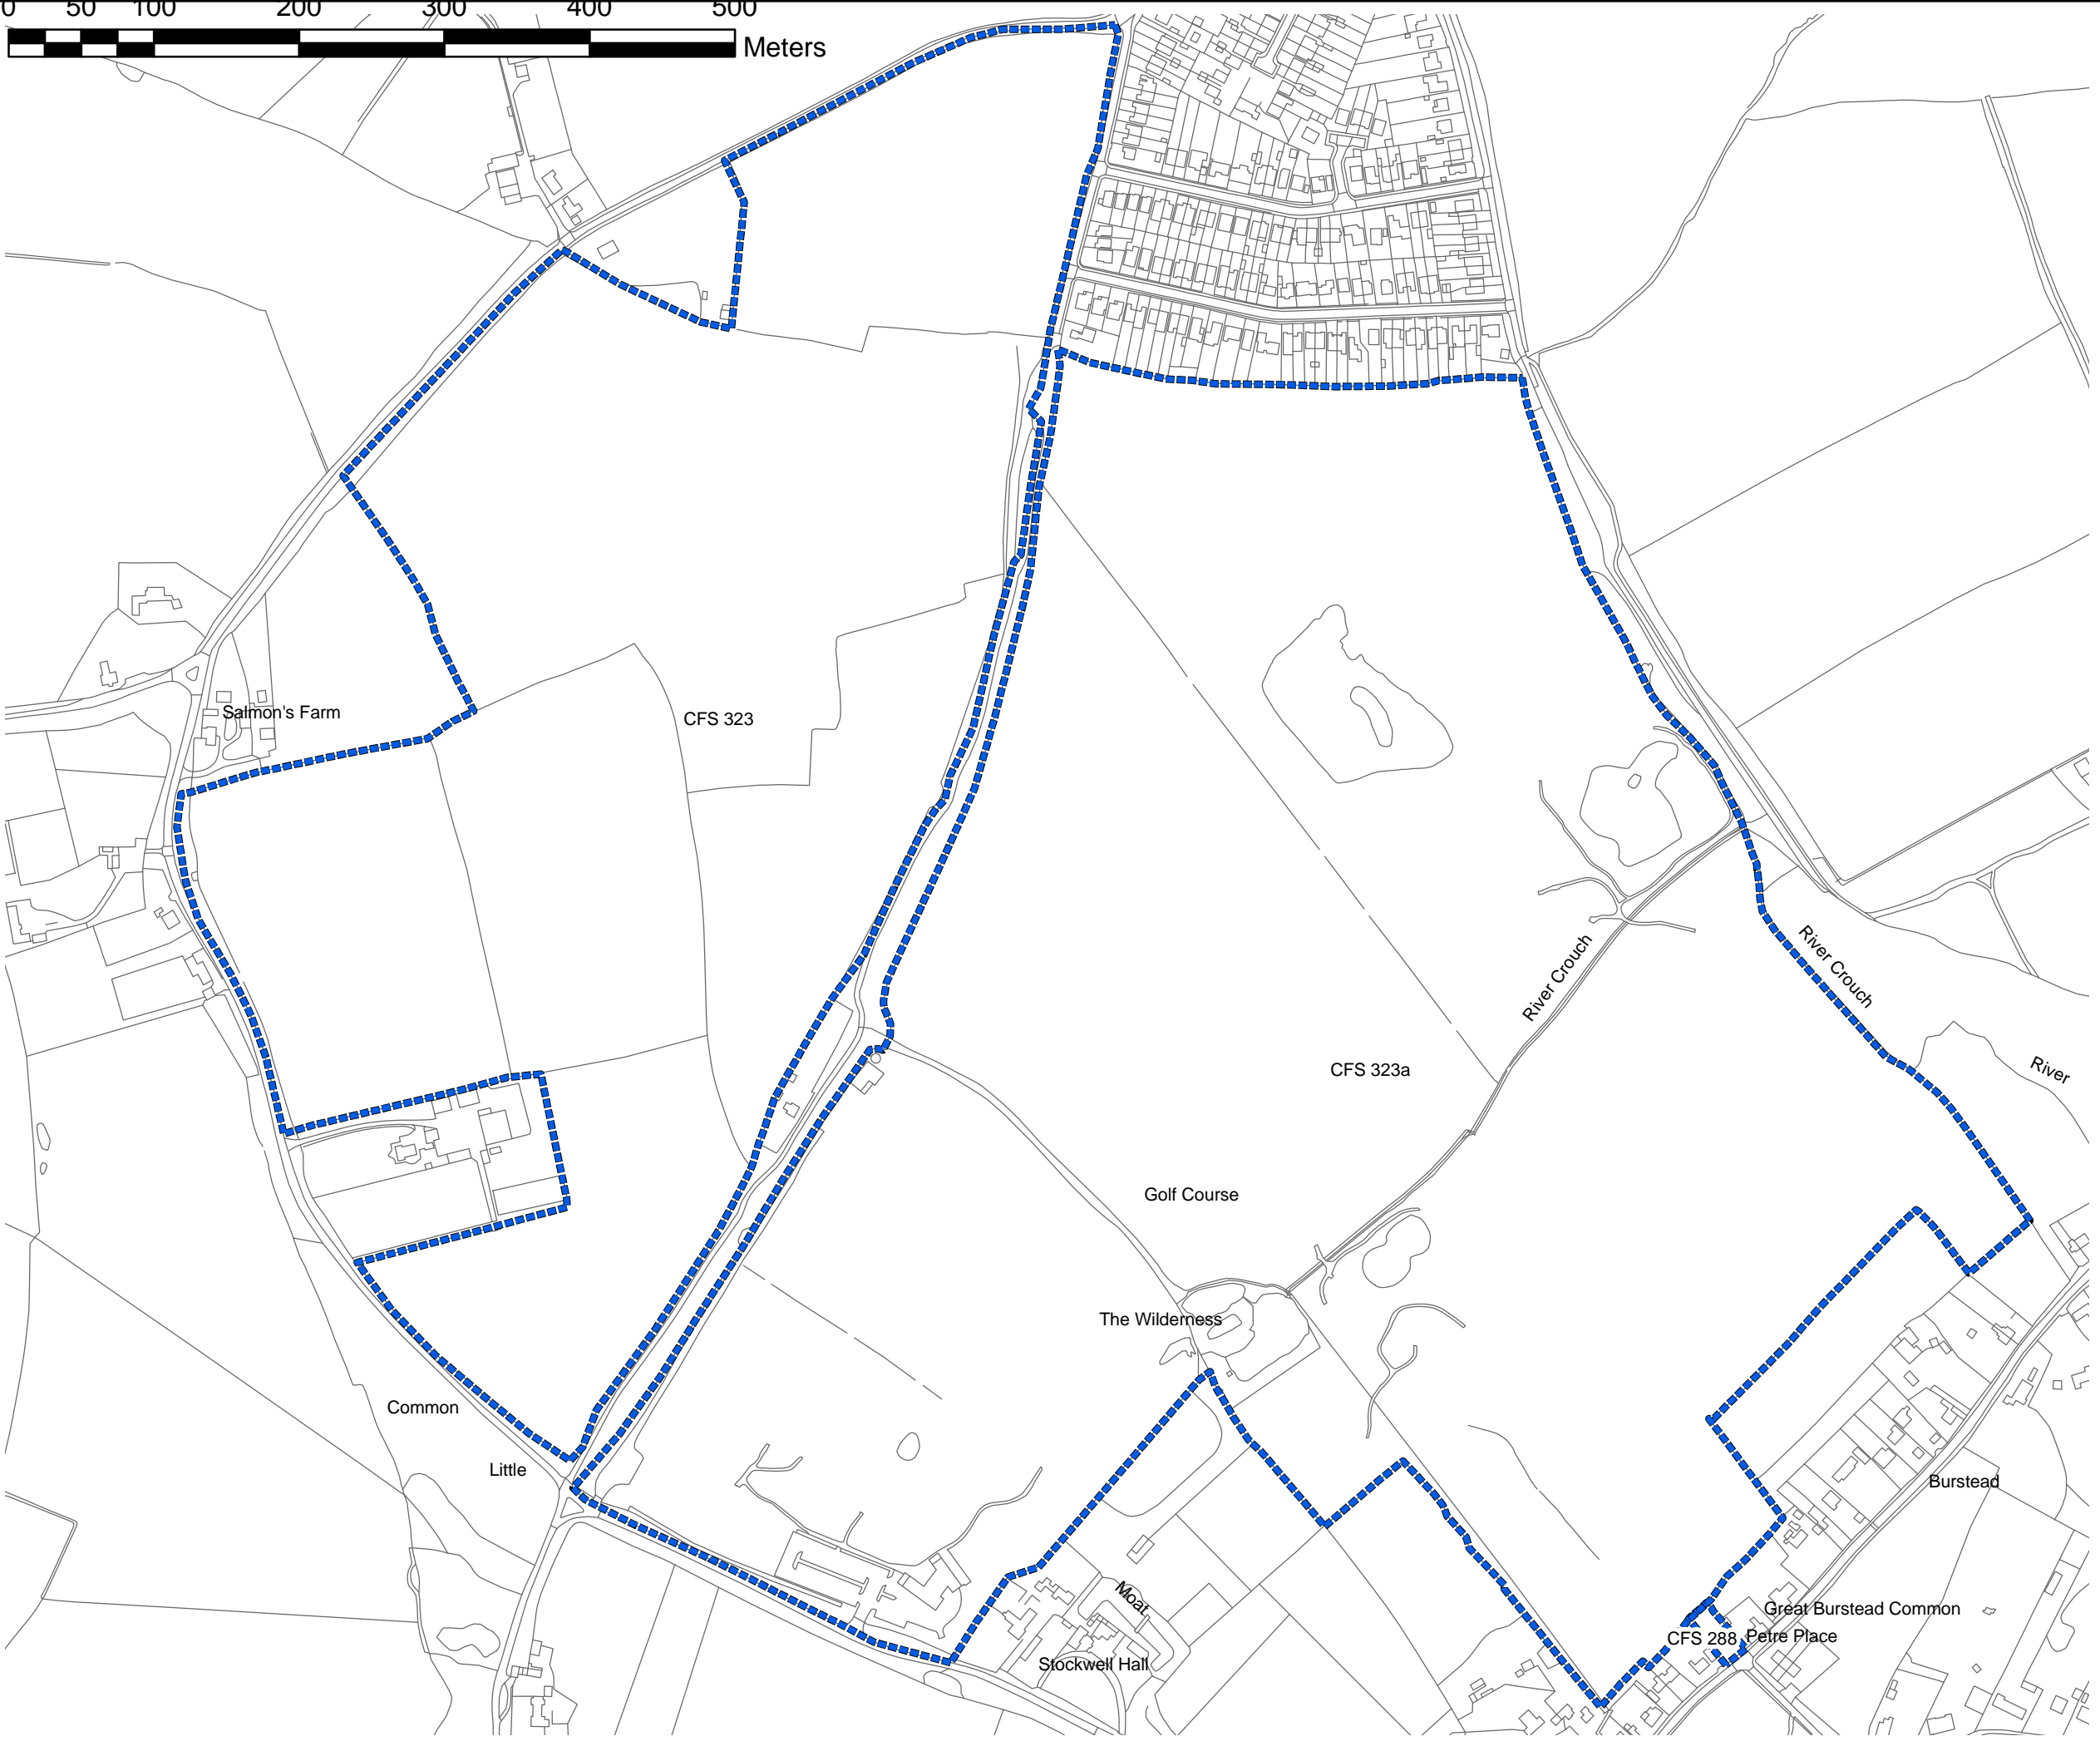 0 50 100 200 300 400 500
Meters
Salmon's Farm
CFS 323
River Crouch
River Crouch
River
CFS 323a
Golf Course
The Wilderness
Common
Little
Burstead
Moat
Great Burstead Common
CFS 288
Petre Place
Stockwell Hall